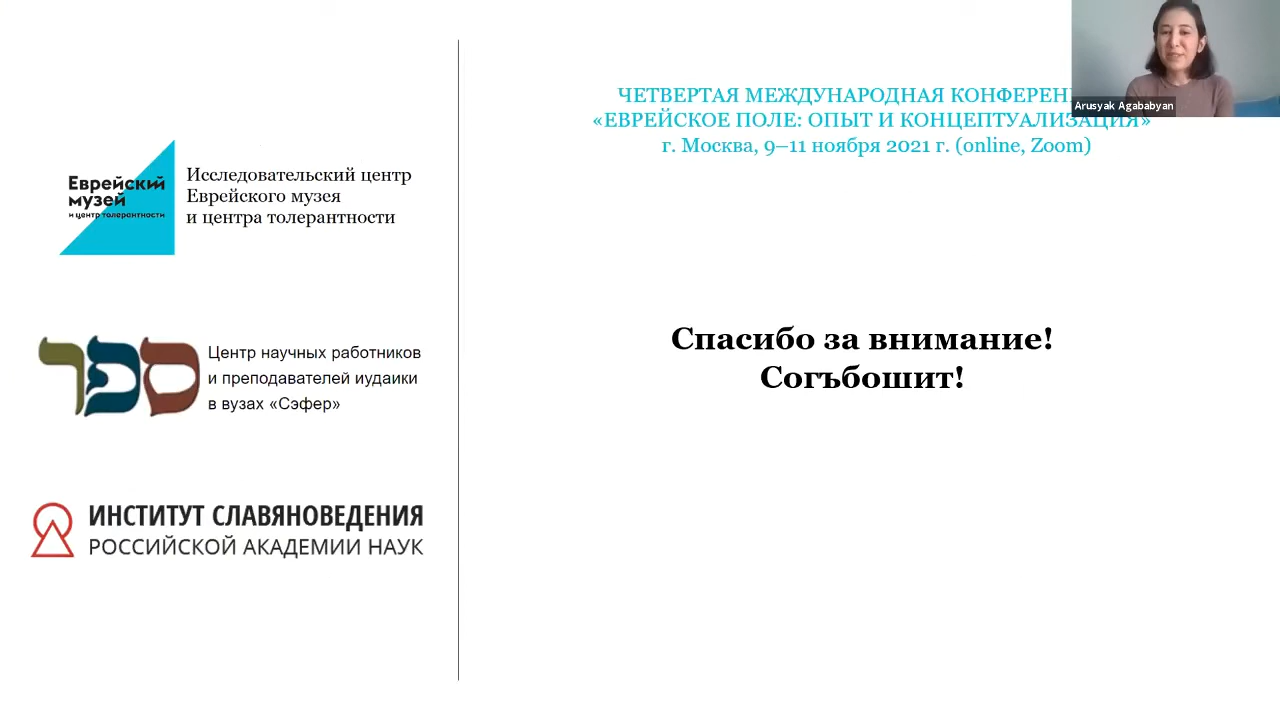 ЧЕТВЕРТАЯ МЕЖДУНАРОДНАЯ КОНФЕРЕН
«ЕВРЕЙСКОЕ ПОЛЕ: ОПЫТ И КОНЦЕПТУАЛИЗАЦИЯ»
г. Москва, 9–11 ноября 2021 г. (online, Zoom)
Arusyak Agababyan
Еврейский
музей
и центр толерантности
Исследовательский центр
Еврейского музея
и центра толерантности
ספר
Центр научных работников
и преподавателей иудаики
в вузах «Сэфер»
ИНСТИТУТ СЛАВЯНОВЕДЕНИЯ
РОССИЙСКОЙ АКАДЕМИИ НАУК
Спасибо за внимание!
Согъбошит!